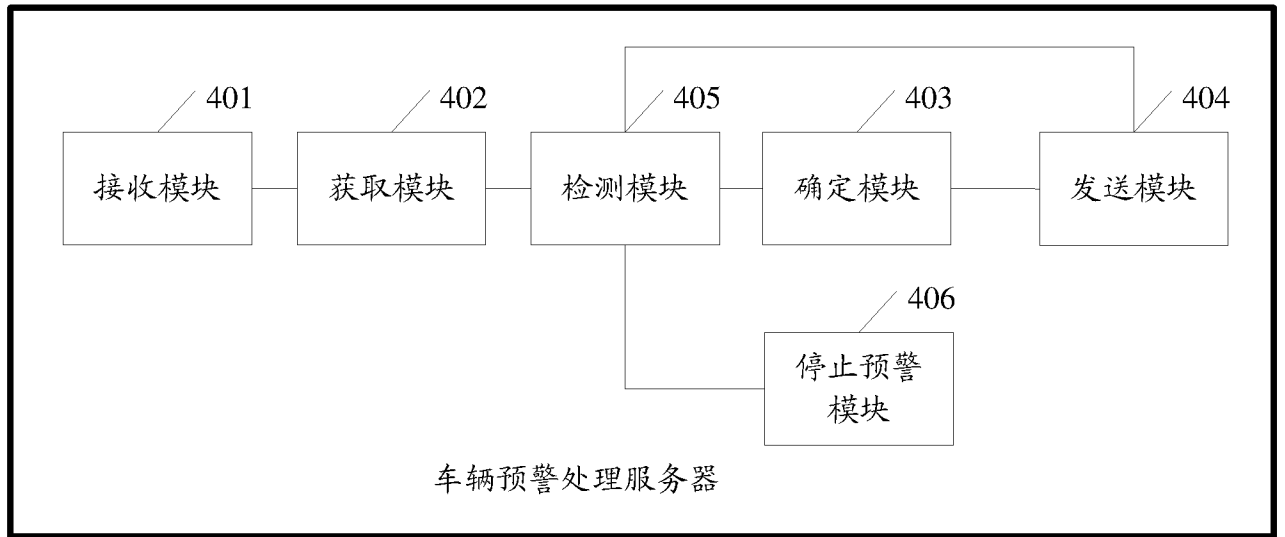 401
402
405
403
404
接收模块
获取模块
检测模块
确定模块
发送模块
406
停止预警
模块
车辆预警处理服务器